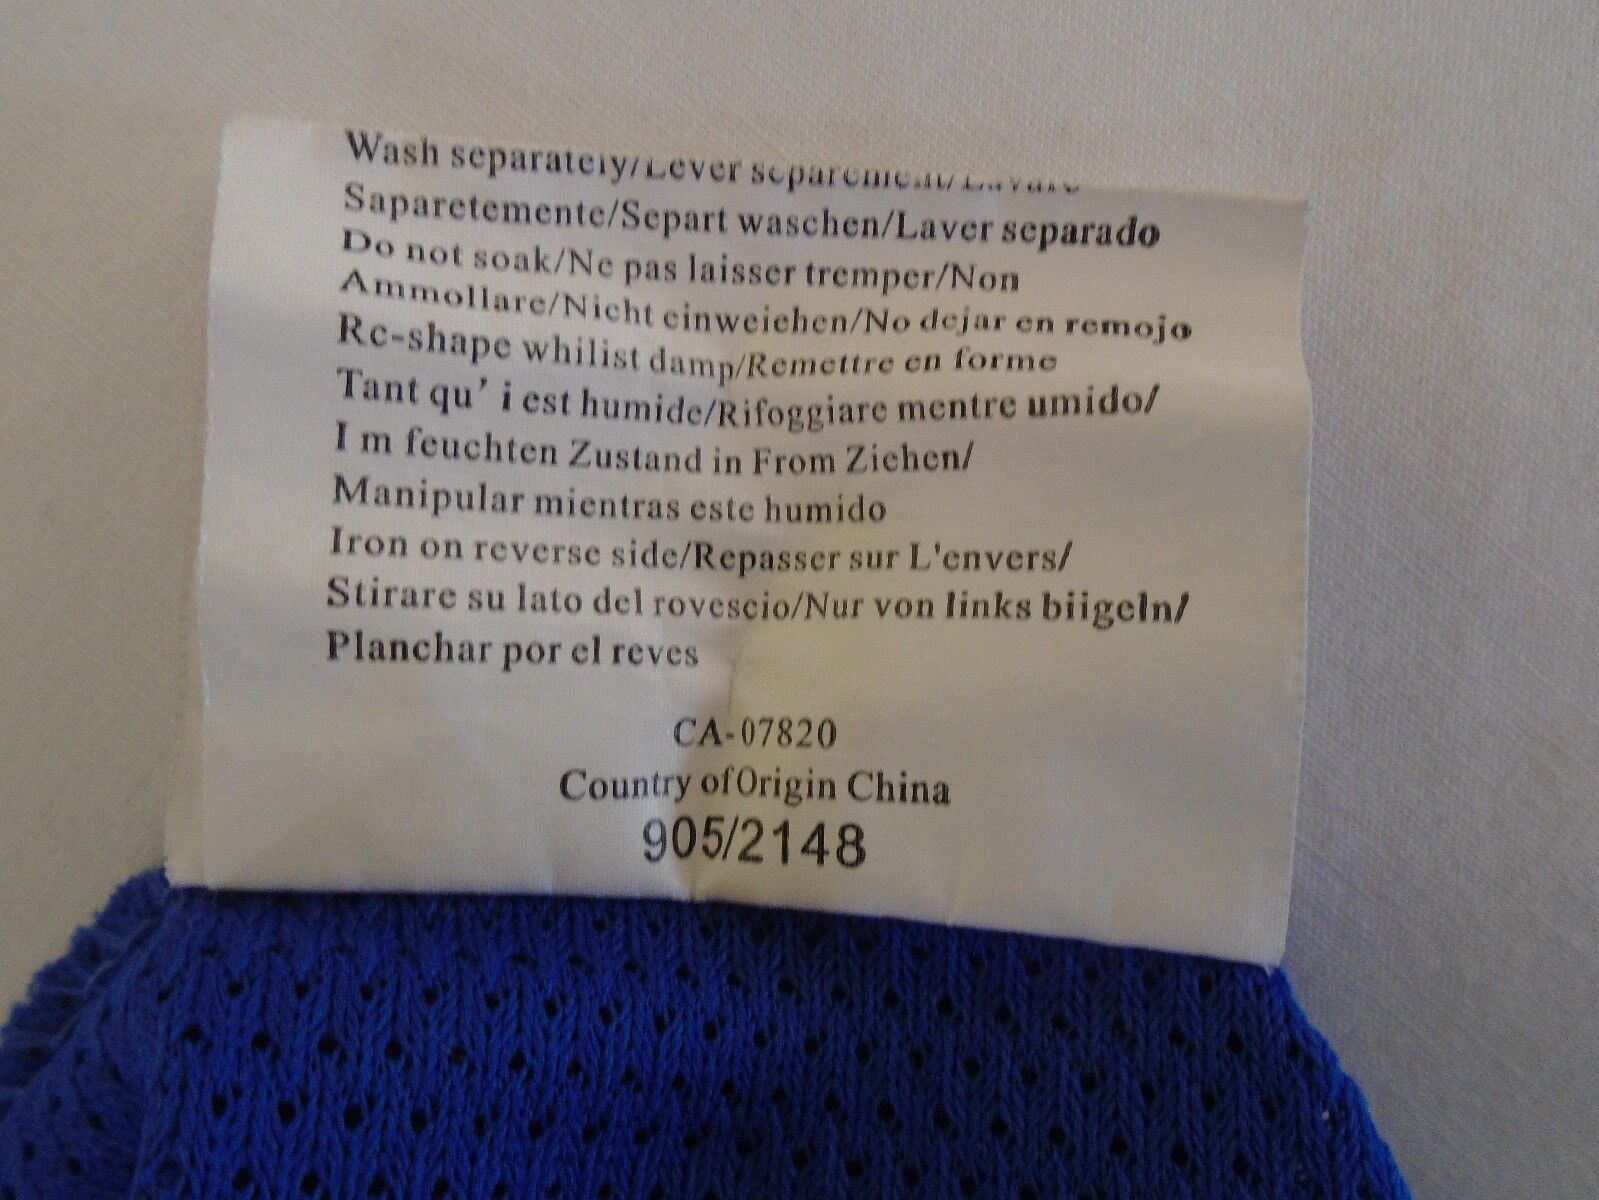 Wash separately/Lever separement/Lavare
Saparetemente/Separt waschen/Laver separado
Do not soak/Ne pas laisser tremper/Non
Ammollare/Nicht einweichen/No dejar en remojo
Re-shape whilist damp/Remettre en forme
Tant qu' i est humide/Rifoggiare mentre umido/
I m feuchten Zustand in From Ziehen/
Manipular mientras este humido
Iron on reverse side/Repasser sur L'envers/
Stirare su lato del rovescio/Nur von links biigeln/
Planchar por el reves
CA-07820
Country of Origin China
905/2148